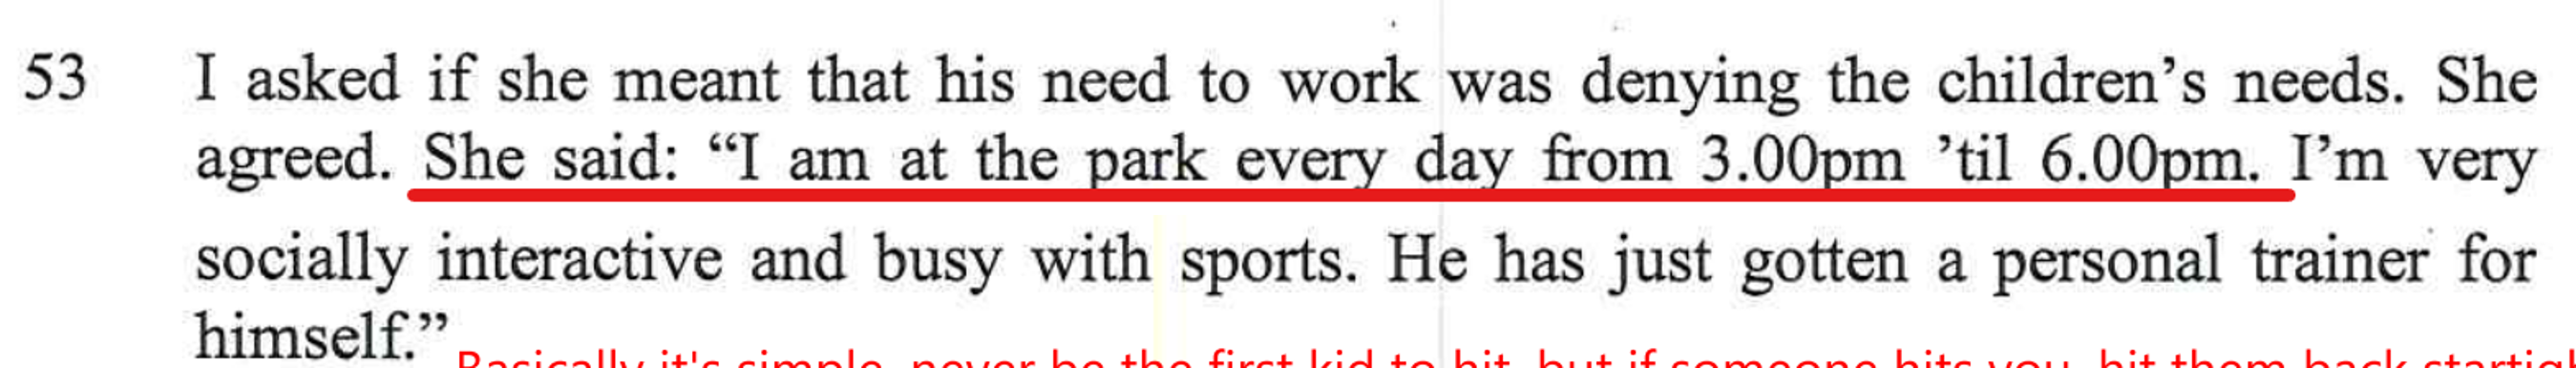 53 I asked if she meant that his need to work was denying the children’s needs. She
agreed. She said: “I am at the park every day from 3.00pm ’til 6.00pm. I’m very
socially interactive and busy with sports. He has just gotten a personal trainer for
himself.”
Basically it's simple, never be the first kid to hit, but if someone hits you, hit them back